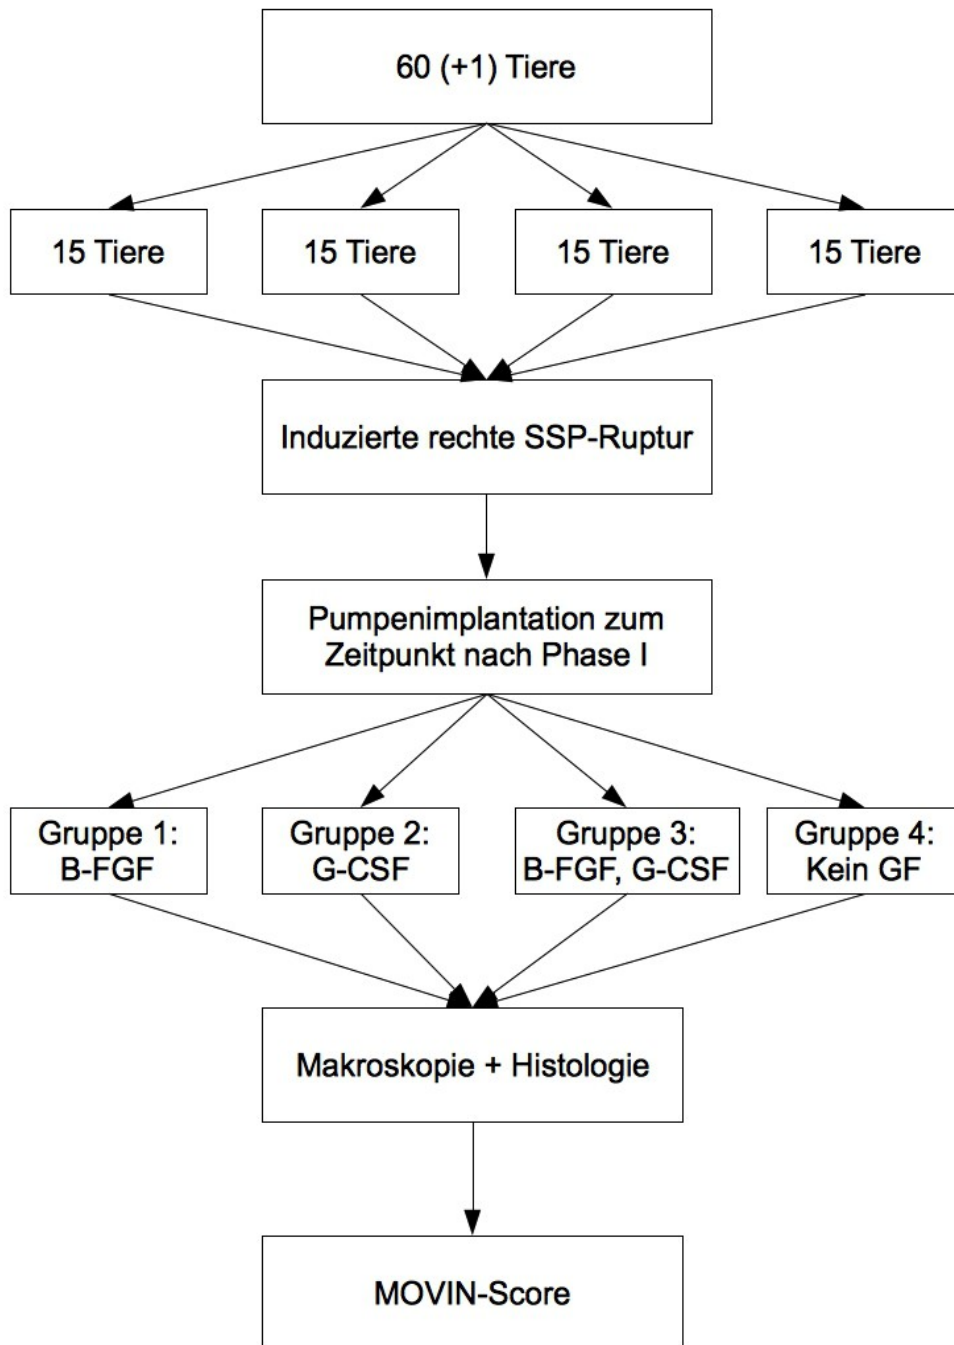 60 (+1) Tiere
15 Tiere
15 Tiere
15 Tiere
15 Tiere
Induzierte rechte SSP-Ruptur
Pumpenimplantation zum
Zeitpunkt nach Phase I
Gruppe 1:
B-FGF
Gruppe 2:
G-CSF
Gruppe 3:
B-FGF, G-CSF
Gruppe 4:
Kein GF
Makroskopie + Histologie
MOVIN-Score